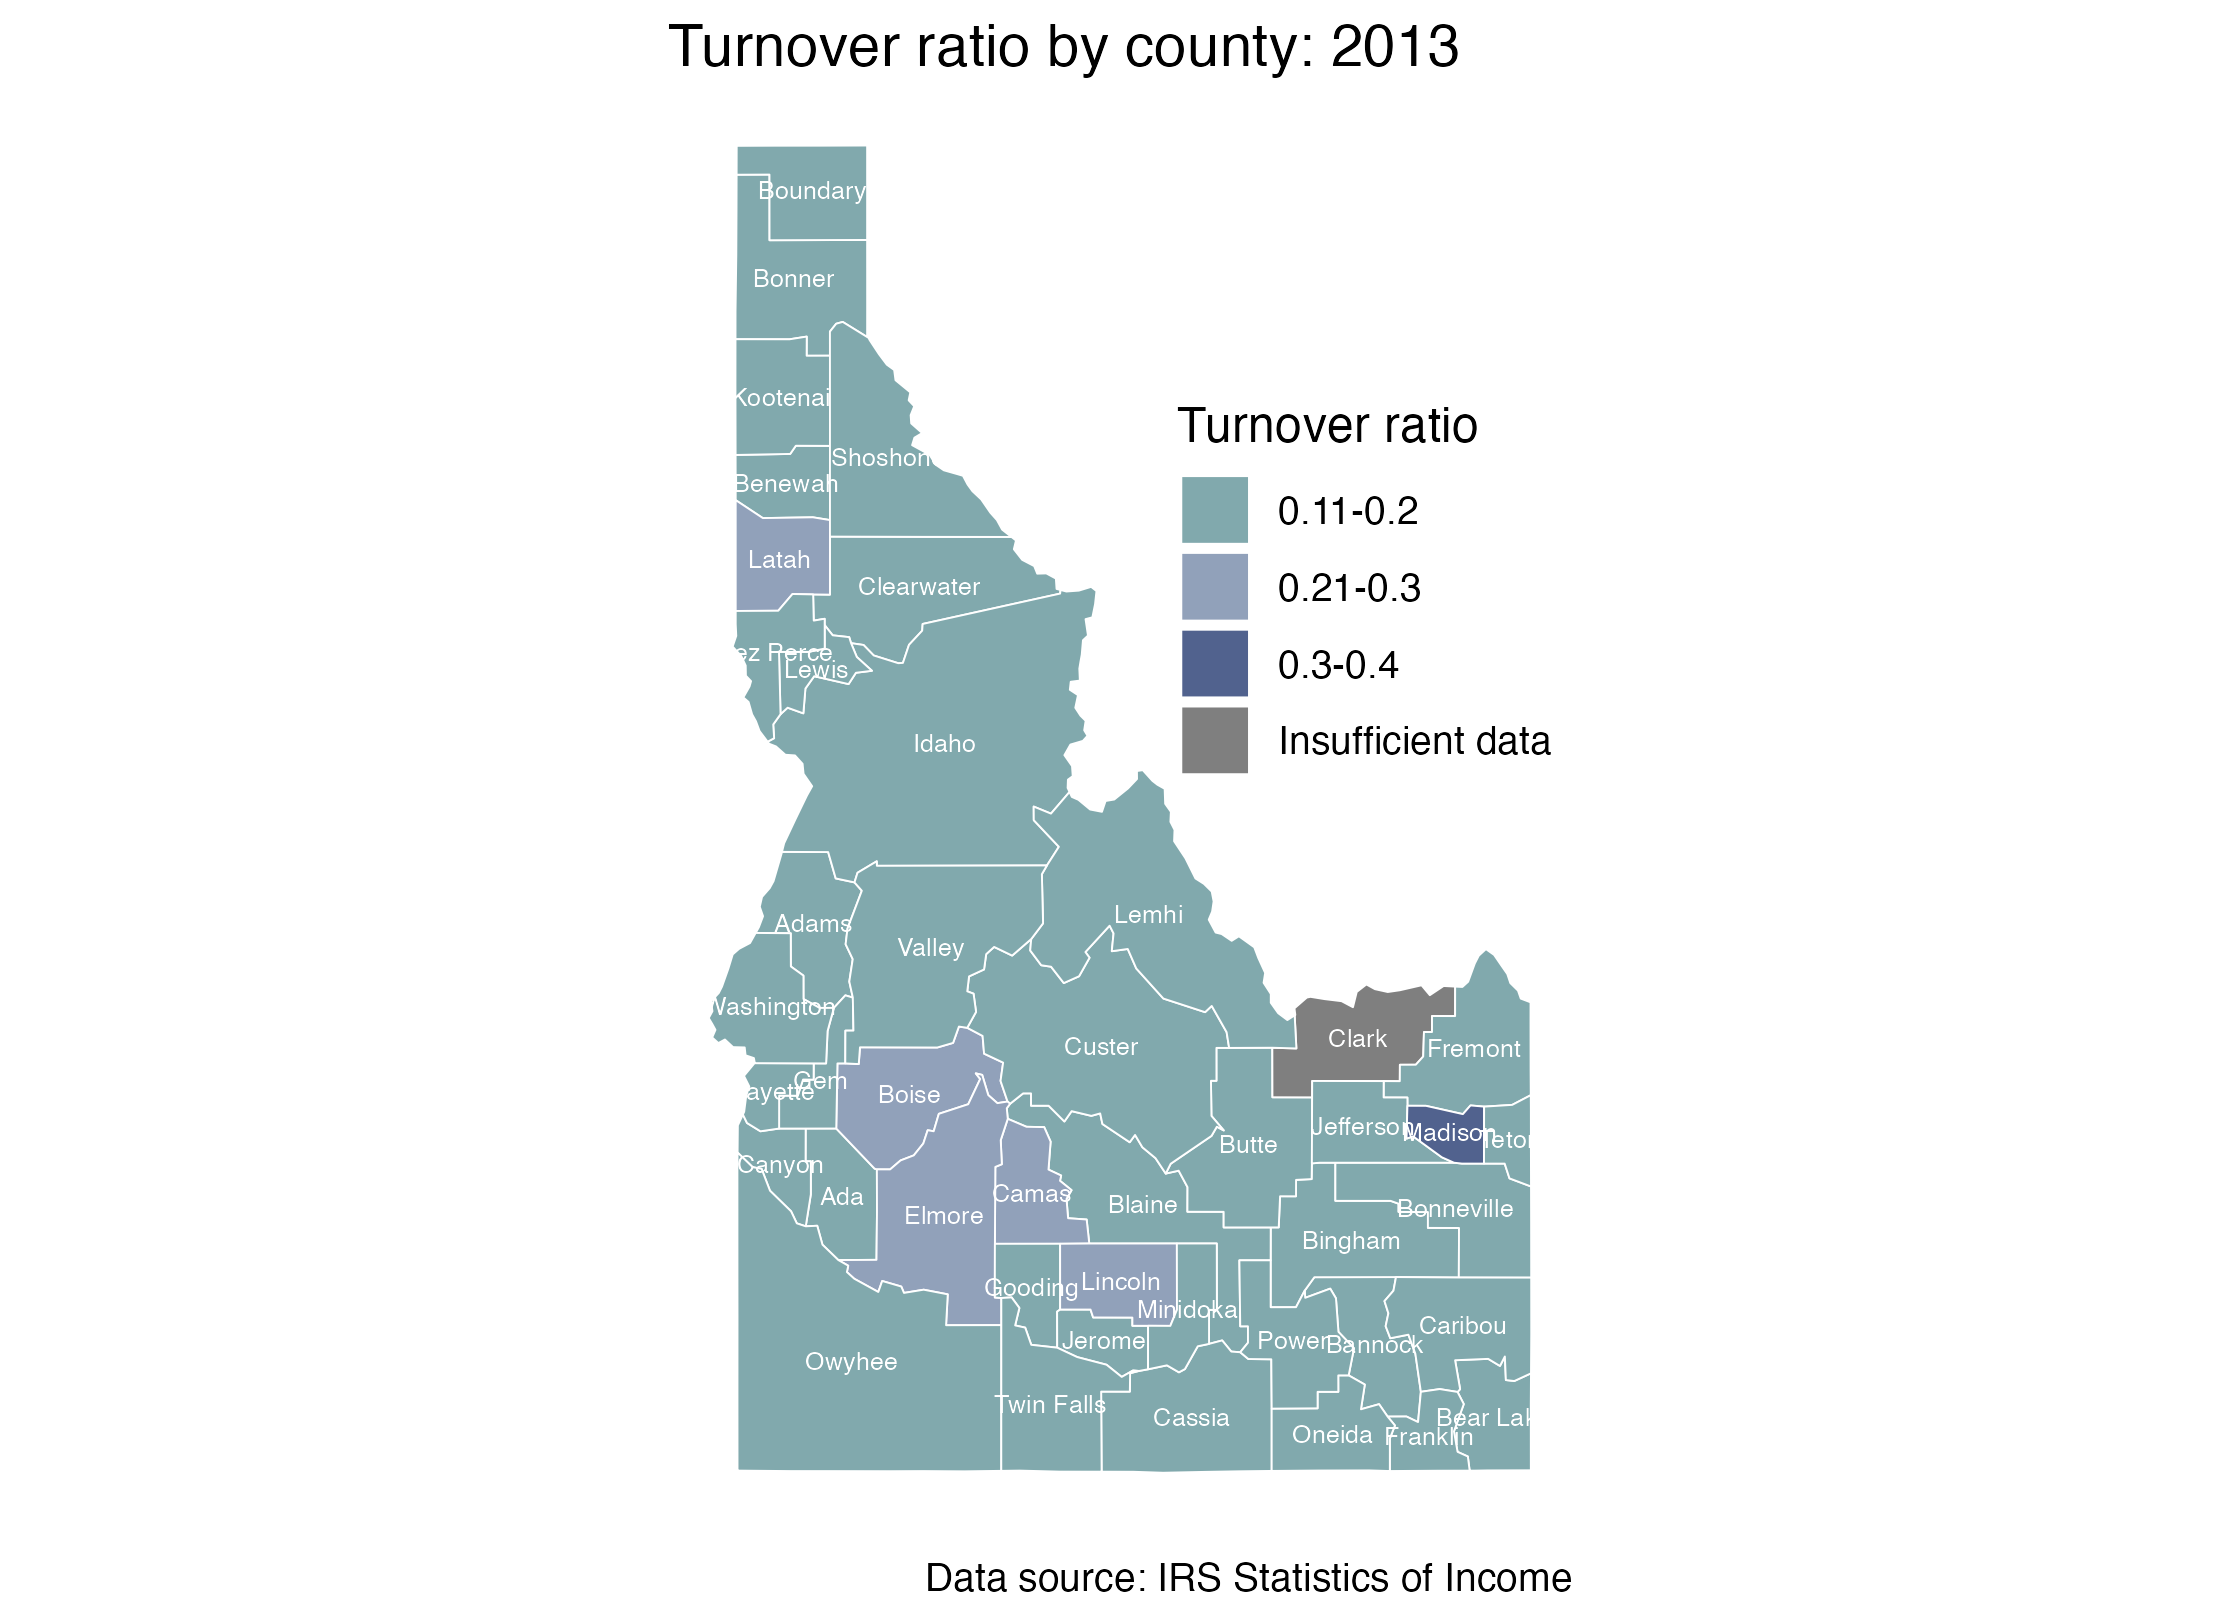 Turnover ratio by county: 2013
Boundary
Bonner
Kootenai
Shoshon
Benewah
Latah
Clearwater
ez Perce
Lewis
Idaho
Lemhi
Adams
Valley
Washington
Clark
Custer
Fremont
Gem
ayette
Boise
Jefferson
Madison
Teton
Butte
Canyon
Ada
Camas
Blaine
Elmore
Bonneville
Bingham
Gooding
Lincoln
Minidoka
Jerome
Power
Bannock
Caribou
Owyhee
Twin Falls
Cassia
Bear Lak
Oneida
Franklin
Turnover ratio
0.11-0.2
0.21-0.3
0.3-0.4
Insufficient data
Data source: IRS Statistics of Income